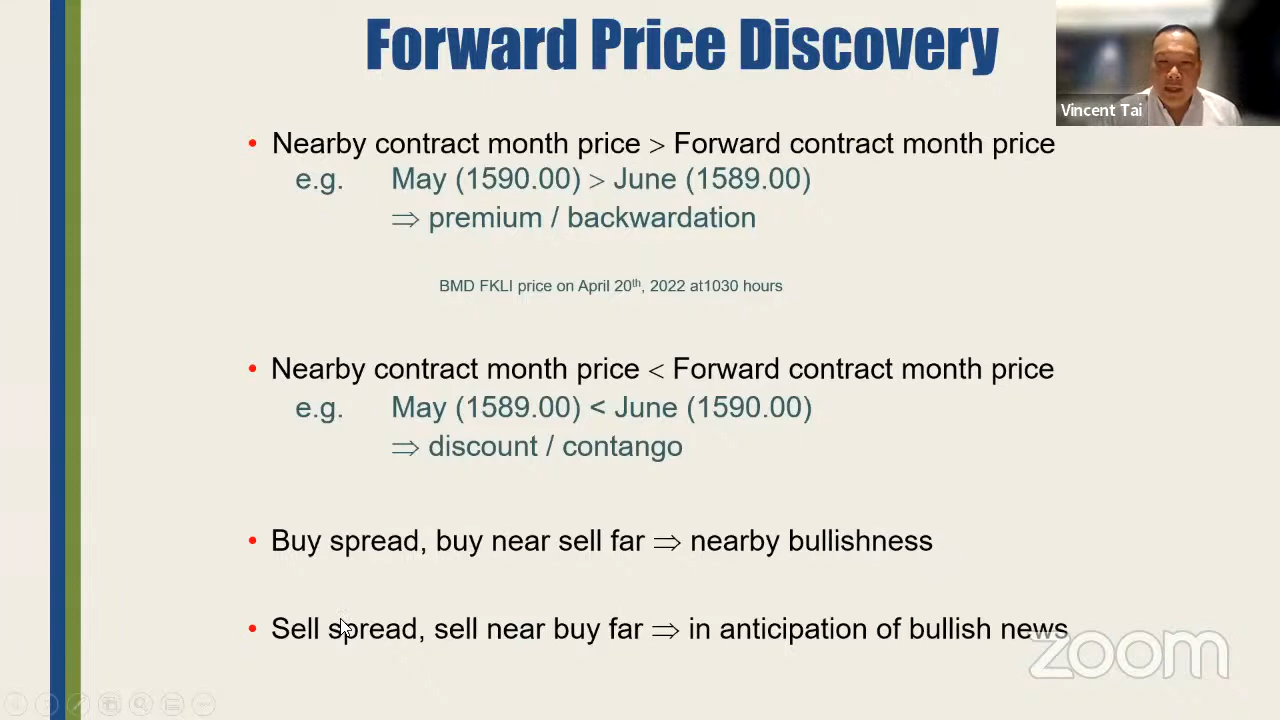 Forward Price Discovery
Vincent Tai
• Nearby contract month price > Forward contract month price
e.g. May (1590.00) > June (1589.00)
⇒ premium / backwardation
BMD FKLI price on April 20th, 2022 at1030 hours
• Nearby contract month price < Forward contract month price
e.g. May (1589.00) < June (1590.00)
⇒ discount / contango
• Buy spread, buy near sell far ⇒ nearby bullishness
• Sell spread, sell near buy far ⇒ in anticipation of bullish news
zoom